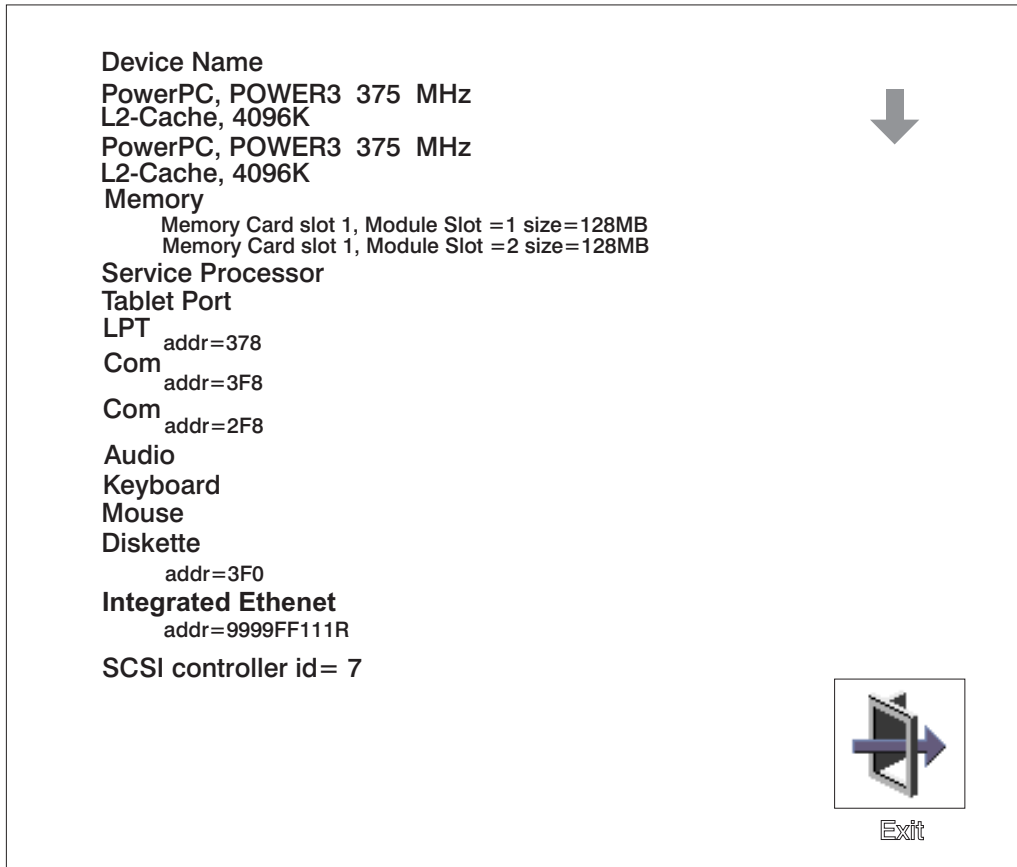 Device Name
PowerPC, POWER3 375 MHz
L2-Cache, 4096K
PowerPC, POWER3 375 MHz
L2-Cache, 4096K
Memory
Memory Card slot 1, Module Slot =1 size=128MB
Memory Card slot 1, Module Slot =2 size=128MB
Service Processor
Tablet Port
LPT
addr=378
Com
addr=3F8
Com
addr=2F8
Audio
Keyboard
Mouse
Diskette
addr=3F0
Integrated Ethenet
addr=9999FF111R
SCSI controller id= 7
Exit